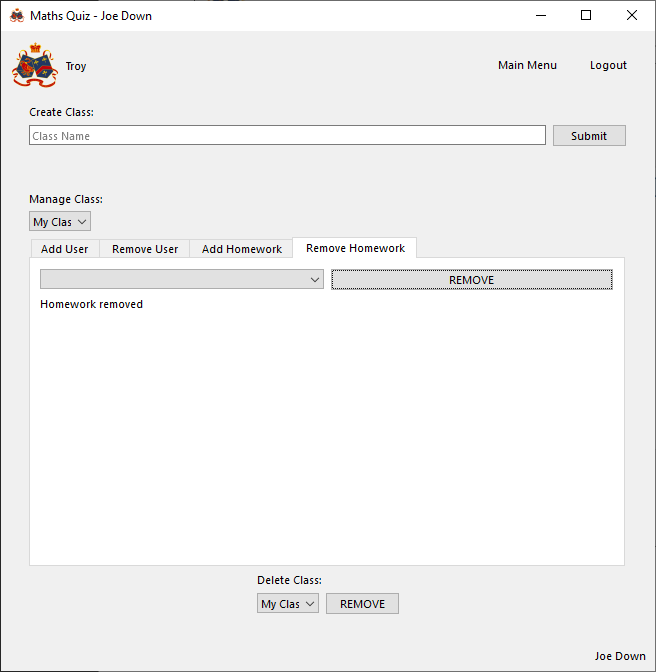 Maths Quiz - Joe Down
Troy
Main Menu
Logout
Create Class:
Class Name
Submit
Manage Class:
My Clas
Add User
Remove User
Add Homework
Remove Homework
REMOVE
Homework removed
Delete Class:
My Clas
REMOVE
Joe Down